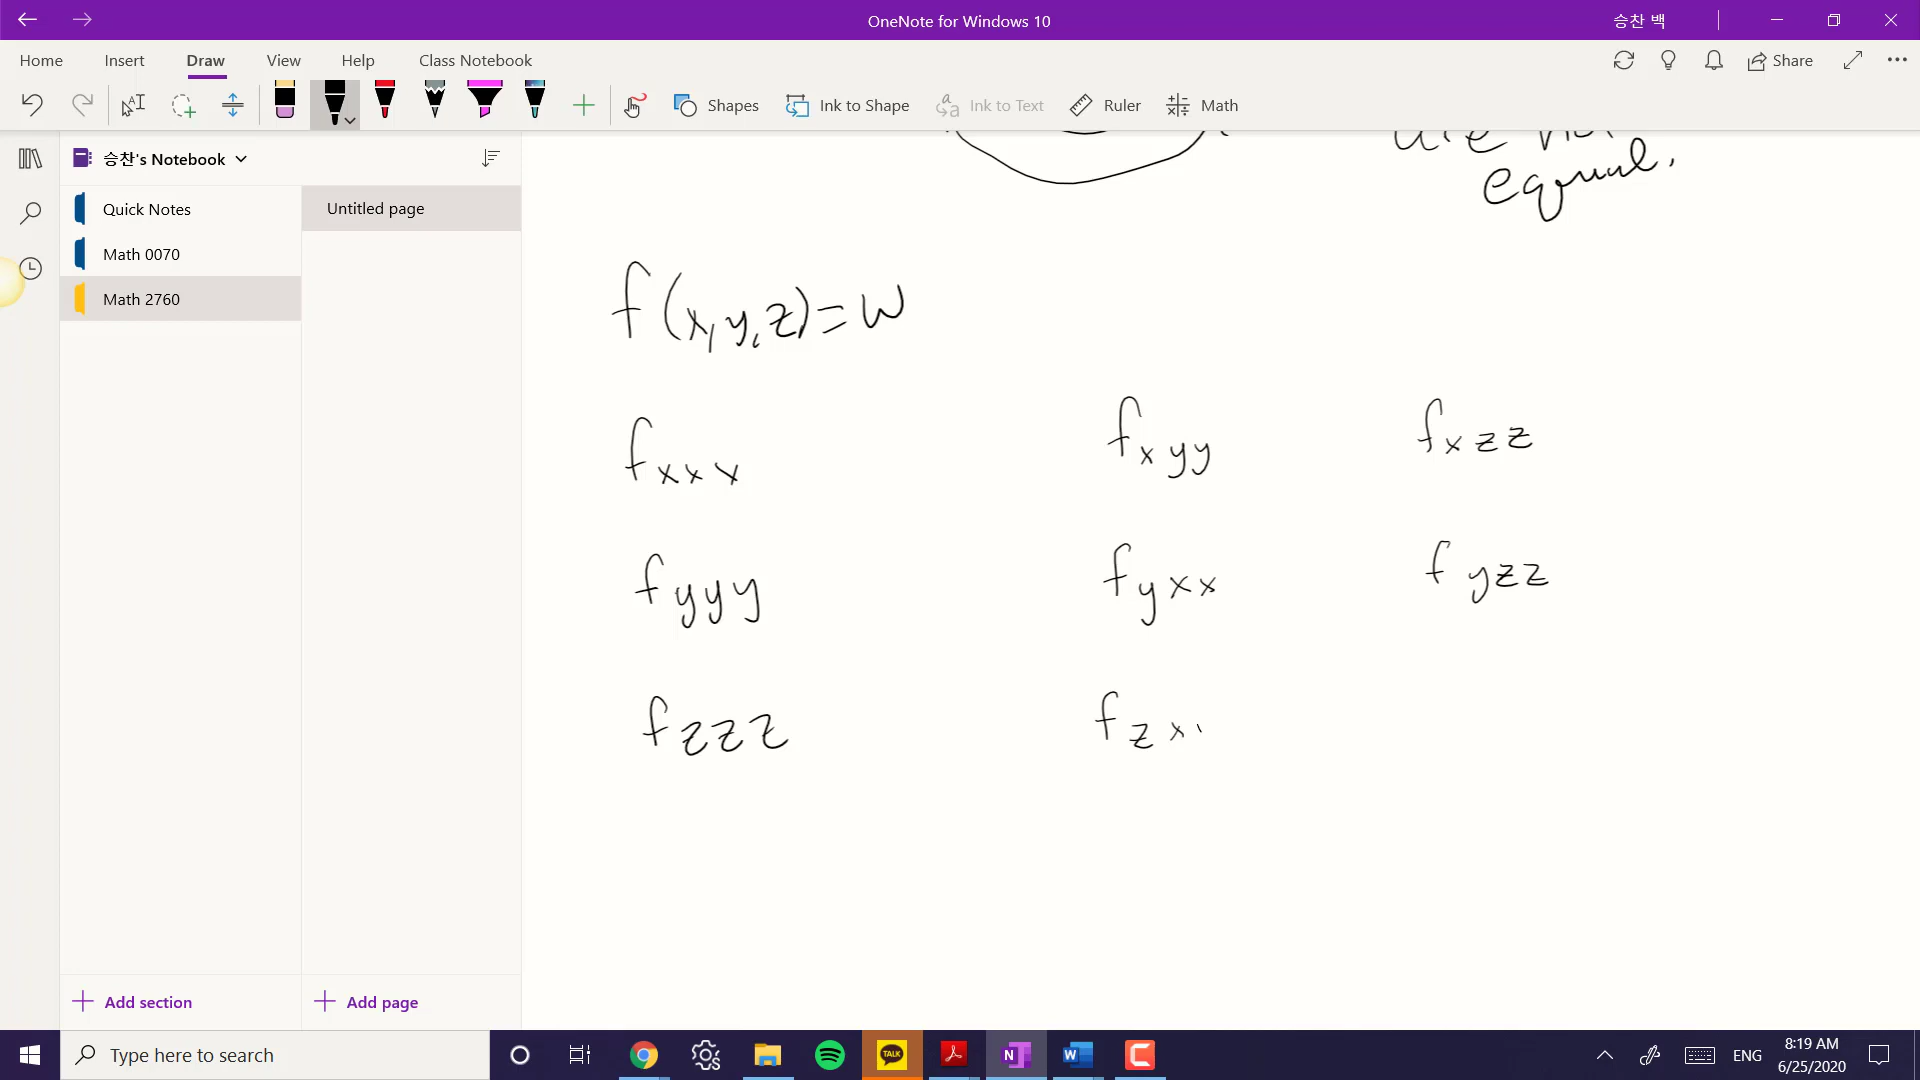 OneNote for Windows 10
승찬 백
Home Insert Draw View Help Class Notebook
Share
Shapes Ink to Shape Ink to Text Ruler Math
승찬's Notebook
Quick Notes
Math 0070
Math 2760
Untitled page
equal.
f(x,y,z)=w
fxxx fxyy fxzz
fyyy fyxx fyzz
fzzz fzx
Add section
Add page
Type here to search
TALK
ENG
8:19 AM
6/25/2020